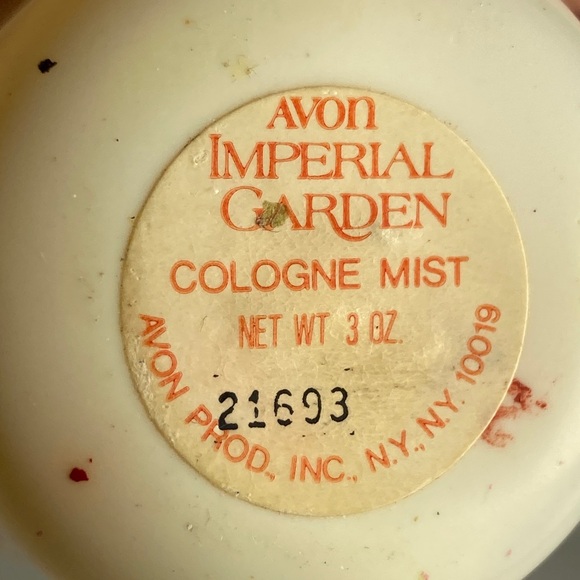 AVON
IMPERIAL
GARDEN
COLOGNE MIST
NET WT 3 OZ.
21693
AVON PROD., INC., N.Y., N.Y. 10019